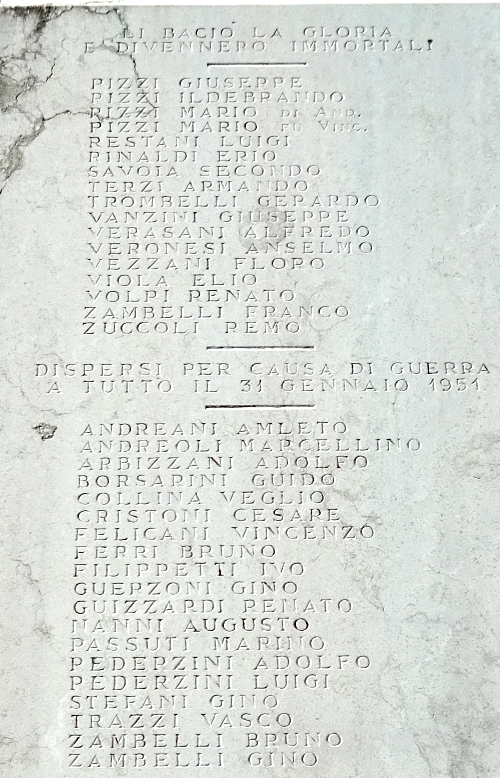 LI BACIO LA GLORIA
E DIVENNERO IMMORTALI
PIZZI GIUSEPPE
PIZZI ILDEBRANDO
PIZZI MARIO DI AND.
PIZZI MARIO FU VINC.
RESTANI LUIGI
RINALDI ERIO
SAVOIA SECONDO
TERZI ARMANDO
TROMBELLI GERARDO
VANZINI GIUSEPPE
VERASANI ALFREDO
VERONESI ANSELMO
VEZZANI FLORO
VIOLA ELIO
VOLPI RENATO
ZAMBELLI FRANCO
ZUCCOLI REMO
DISPERSI PER CAUSA DI GUERRA
A TUTTO IL 31 GENNAIO 1951
ANDREANI AMLETO
ANDREOLI MARCELLINO
ARBIZZANI ADOLFO
BORSARINI GUIDO
COLLINA VEGLIO
CRISTONI CESARE
FELICANI VINCENZO
FERRI BRUNO
FILIPPETTI IVO
GUERZONI GINO
GUIZZARDI RENATO
NANNI AUGUSTO
PASSUTI MARINO
PEDERZINI ADOLFO
PEDERZINI LUIGI
STEFANI GINO
TRAZZI VASCO
ZAMBELLI BRUNO
ZAMBELLI GINO